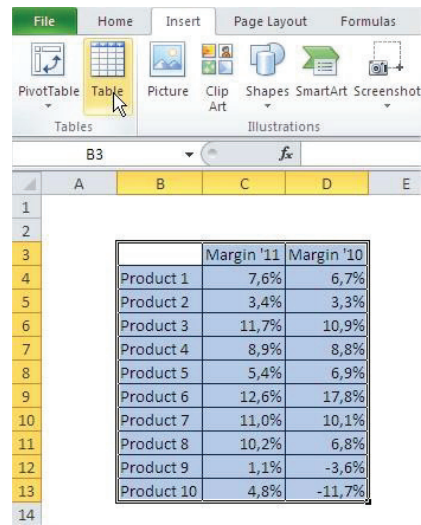 File Home Insert Page Layout Formulas
PivotTable Table Picture Clip Art Shapes SmartArt Screenshot
Tables Illustrations
B3 fx
A B C D E
1
2
3 Margin '11 Margin '10
4 Product 1 7,6% 6,7%
5 Product 2 3,4% 3,3%
6 Product 3 11,7% 10,9%
7 Product 4 8,9% 8,8%
8 Product 5 5,4% 6,9%
9 Product 6 12,6% 17,8%
10 Product 7 11,0% 10,1%
11 Product 8 10,2% 6,8%
12 Product 9 1,1% -3,6%
13 Product 10 4,8% -11,7%
14